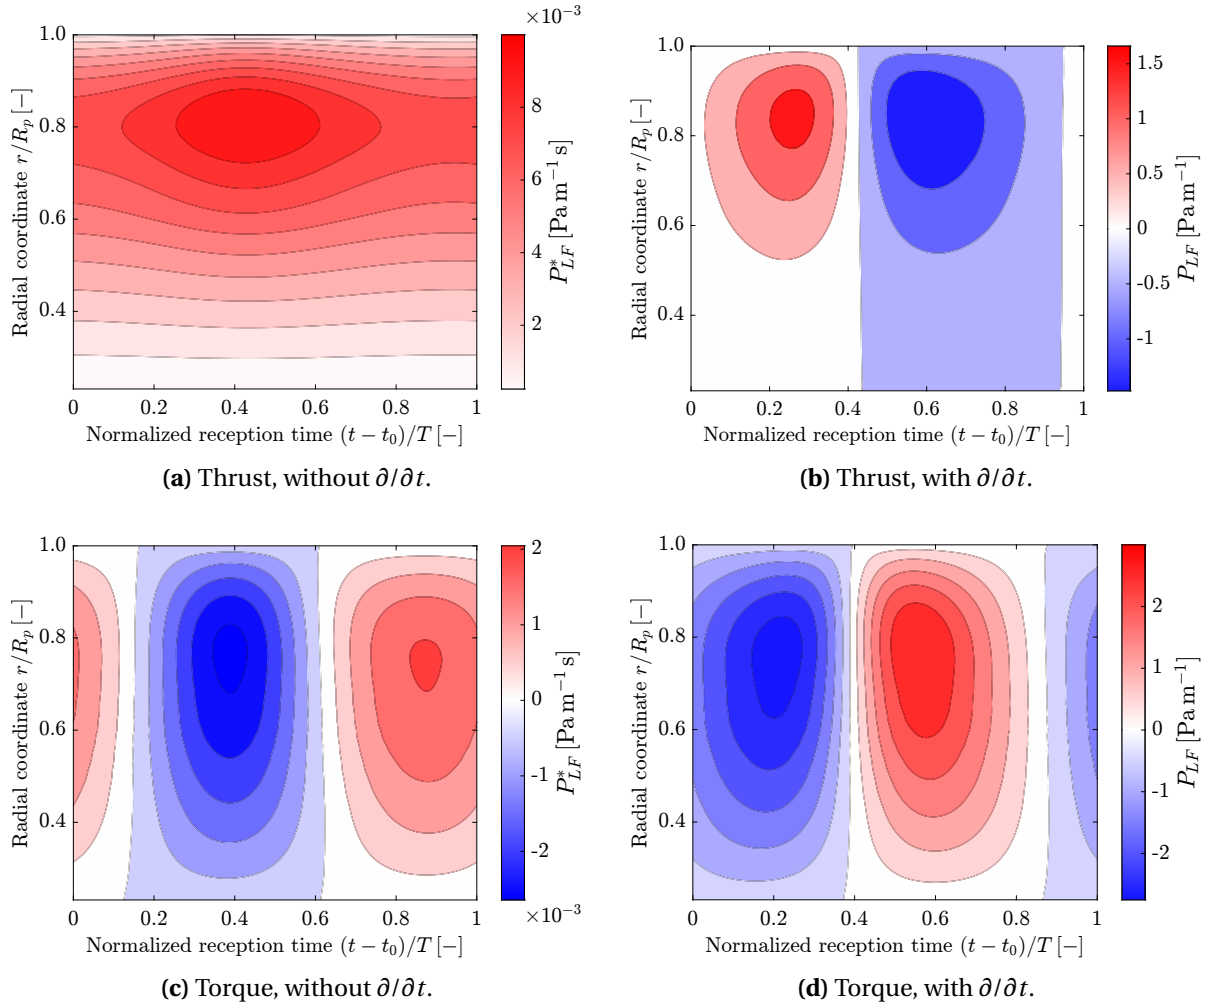 ×10⁻³
1.0
0.8
0.6
0.4
0 0.2 0.4 0.6 0.8 1
Radial coordinate r/R_p [−]
Normalized reception time (t − t₀)/T [−]
8
6
4
2
P*_LF [Pa m⁻¹ s]
(a) Thrust, without ∂/∂t.
1.0
0.8
0.6
0.4
0 0.2 0.4 0.6 0.8 1
Radial coordinate r/R_p [−]
Normalized reception time (t − t₀)/T [−]
1.5
1
0.5
0
-0.5
-1
P_LF [Pa m⁻¹]
(b) Thrust, with ∂/∂t.
1.0
0.8
0.6
0.4
0 0.2 0.4 0.6 0.8 1
Radial coordinate r/R_p [−]
Normalized reception time (t − t₀)/T [−]
2
1
0
-1
-2
×10⁻³
P*_LF [Pa m⁻¹ s]
(c) Torque, without ∂/∂t.
1.0
0.8
0.6
0.4
0 0.2 0.4 0.6 0.8 1
Radial coordinate r/R_p [−]
Normalized reception time (t − t₀)/T [−]
2
1
0
-1
-2
P_LF [Pa m⁻¹]
(d) Torque, with ∂/∂t.